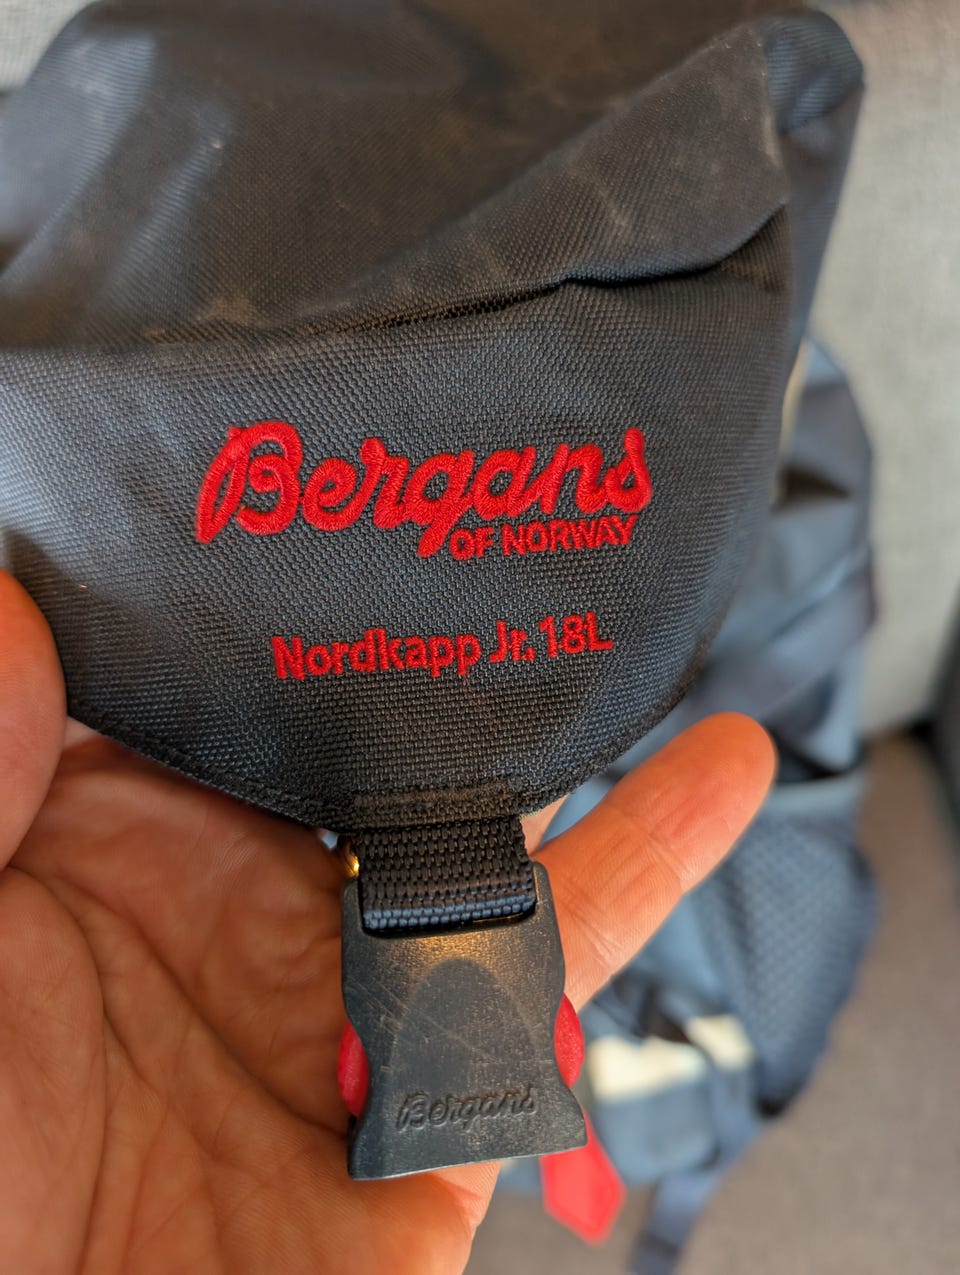 Bergans
OF NORWAY
Nordkapp Jr. 18L
Bergans